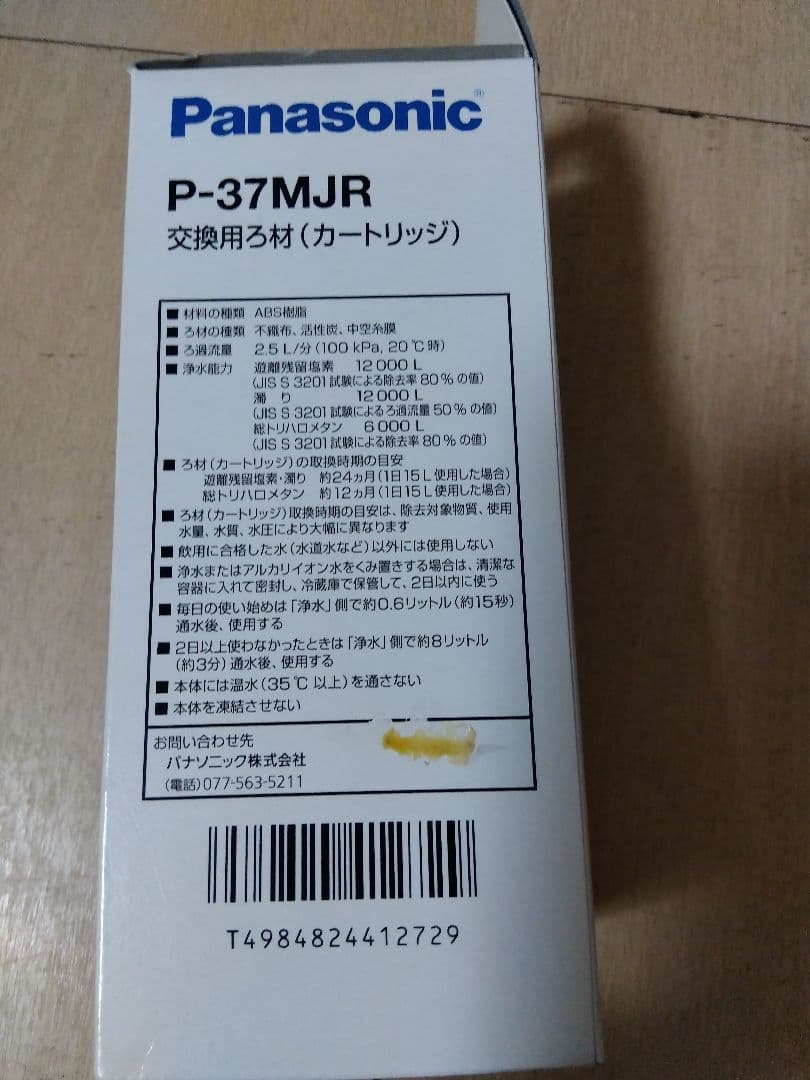 Panasonic®
P-37MJR
交換用ろ材(カートリッジ)
■ 材料の種類 ABS樹脂
■ ろ材の種類 不織布、活性炭、中空糸膜
■ ろ過流量 2.5 L/分(100 kPa, 20 ℃時)
■ 浄水能力 遊離残留塩素 12 000 L
(JIS S 3201 試験による除去率 80 % の値)
濁り 12 000 L
(JIS S 3201 試験によるろ過流量 50 % の値)
総トリハロメタン 6 000 L
(JIS S 3201 試験による除去率 80 % の値)
■ ろ材(カートリッジ)の取換時期の目安
遊離残留塩素・濁り 約24ヵ月(1日15L使用した場合)
総トリハロメタン 約12ヵ月(1日15L使用した場合)
■ ろ材(カートリッジ)取換時期の目安は、除去対象物質、使用
水量、水質、水圧により大幅に異なります
■ 飲用に合格した水(水道水など)以外には使用しない
■ 浄水またはアルカリイオン水をくみ置きする場合は、清潔な
容器に入れて密封し、冷蔵庫で保管して、2日以内に使う
■ 毎日の使い始めは「浄水」側で約0.6リットル(約15秒)
通水後、使用する
■ 2日以上使わなかったときは「浄水」側で約8リットル
(約3分)通水後、使用する
■ 本体には温水(35℃以上)を通さない
■ 本体を凍結させない
お問い合わせ先
パナソニック株式会社
(電話)077-563-5211
T4984824412729